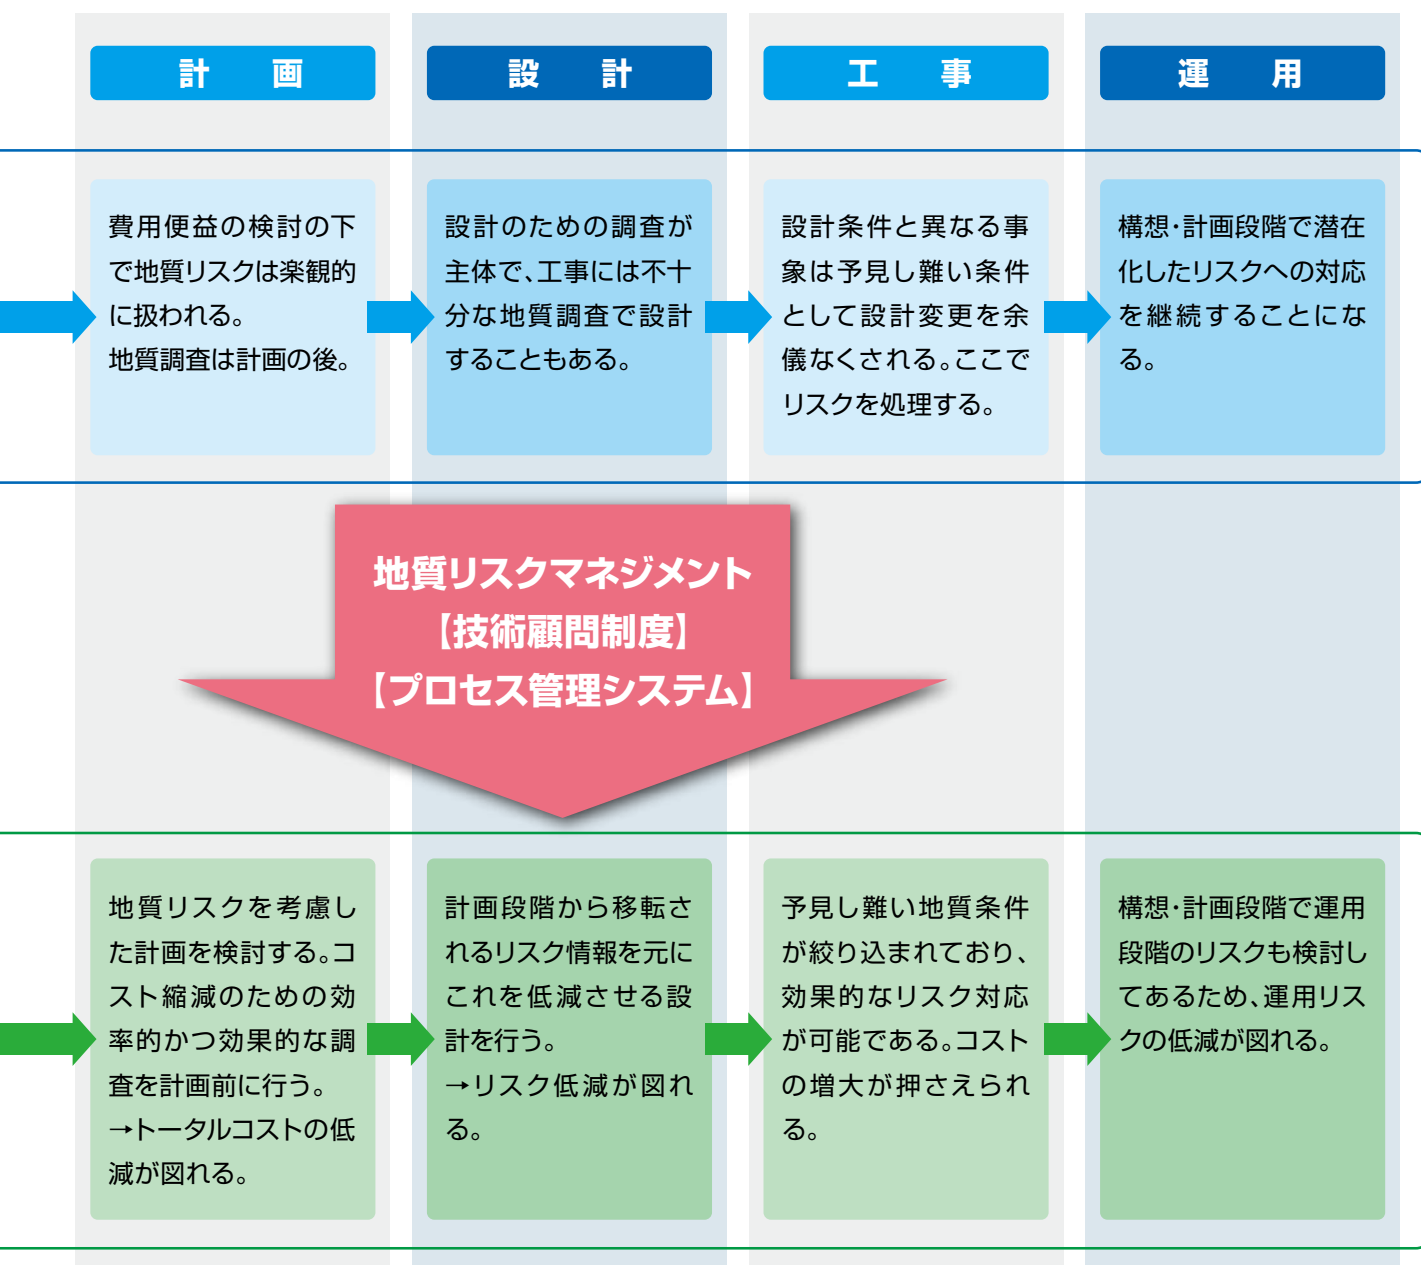 計画
設計
工事
運用
費用便益の検討の下
で地質リスクは楽観的
に扱われる。
地質調査は計画の後。
設計のための調査が
主体で、工事には不十
分な地質調査で設計
することもある。
設計条件と異なる事
象は予見し難い条件
として設計変更を余
儀なくされる。ここで
リスクを処理する。
構想・計画段階で潜在
化したリスクへの対応
を継続することにな
る。
地質リスクマネジメント
【技術顧問制度】
【プロセス管理システム】
地質リスクを考慮し
た計画を検討する。コ
スト縮減のための効
率的かつ効果的な調
査を計画前に行う。
→トータルコストの低
減が図れる。
計画段階から移転さ
れるリスク情報を元に
これを低減させる設
計を行う。
→リスク低減が図れ
る。
予見し難い地質条件
が絞り込まれており、
効果的なリスク対応
が可能である。コスト
の増大が押さえられ
る。
構想・計画段階で運用
段階のリスクも検討し
てあるため、運用リス
クの低減が図れる。